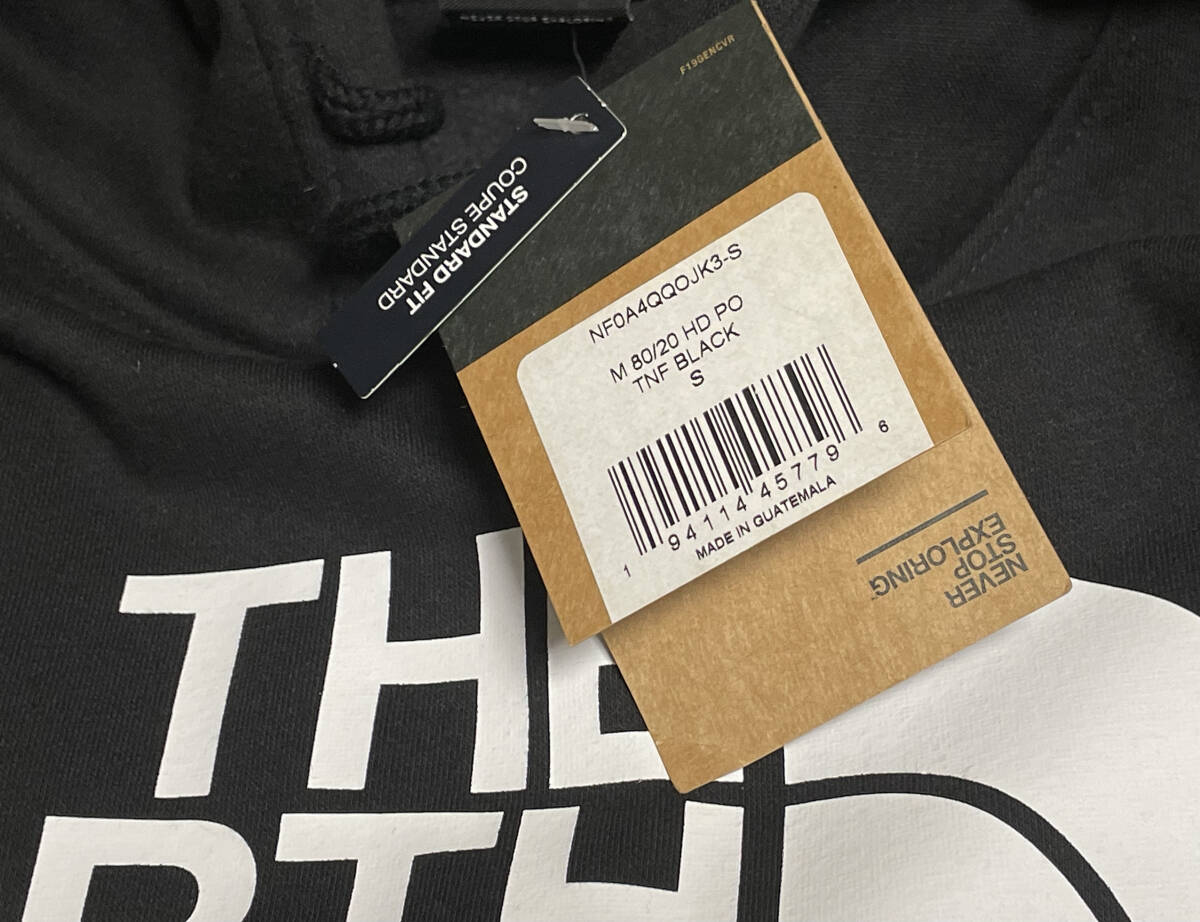 F19GENCVR
STANDARD FIT
COUPE STANDARD
NF0A4QQOJK3-S
M 80/20 HD PO
TNF BLACK
S
1 94114 45779 6
MADE IN GUATEMALA
NEVER
STOP
EXPLORING™
THE
RTH